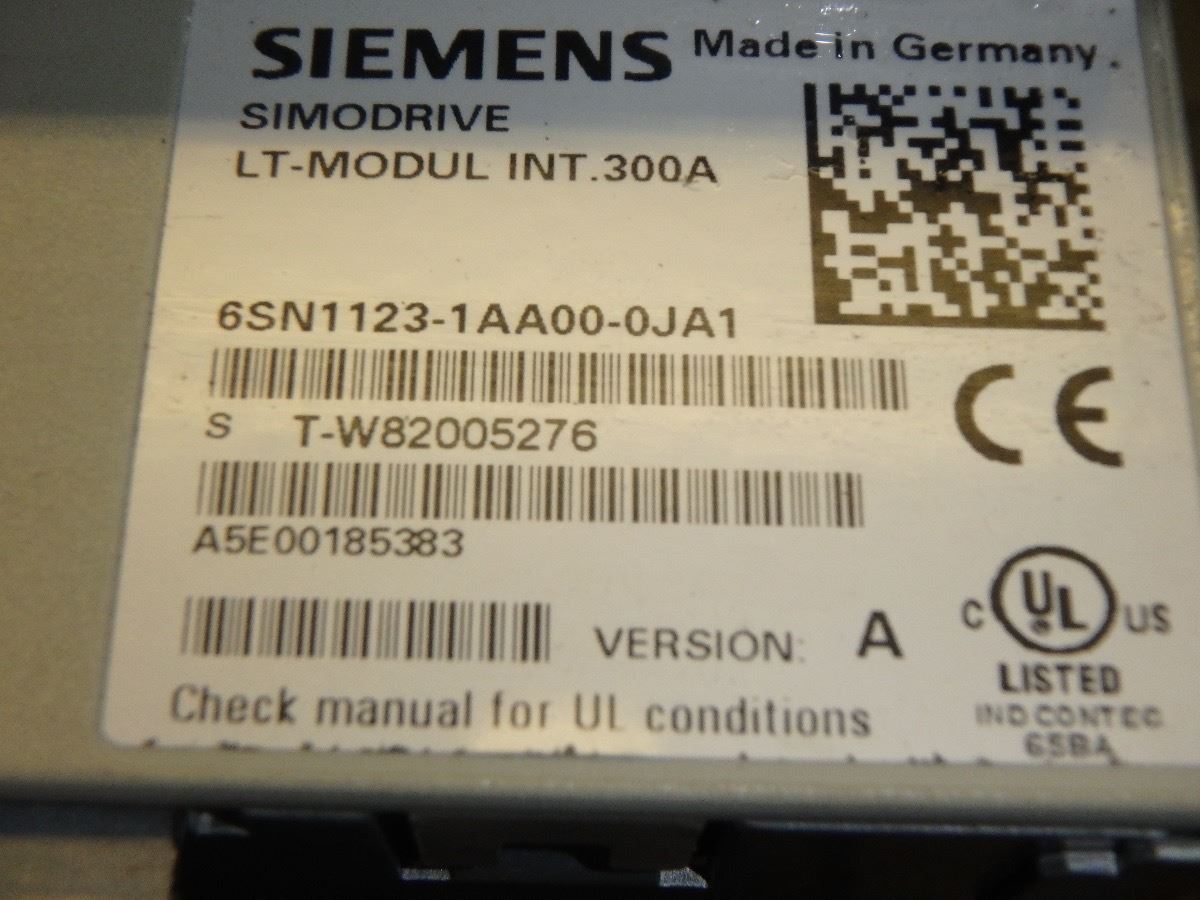 SIEMENS Made in Germany.
SIMODRIVE
LT-MODUL INT.300A
6SN1123-1AA00-0JA1
S T-W82005276
A5E00185383
VERSION: A
C UL US
LISTED
IND CONT EQ
65BA
Check manual for UL conditions
CE